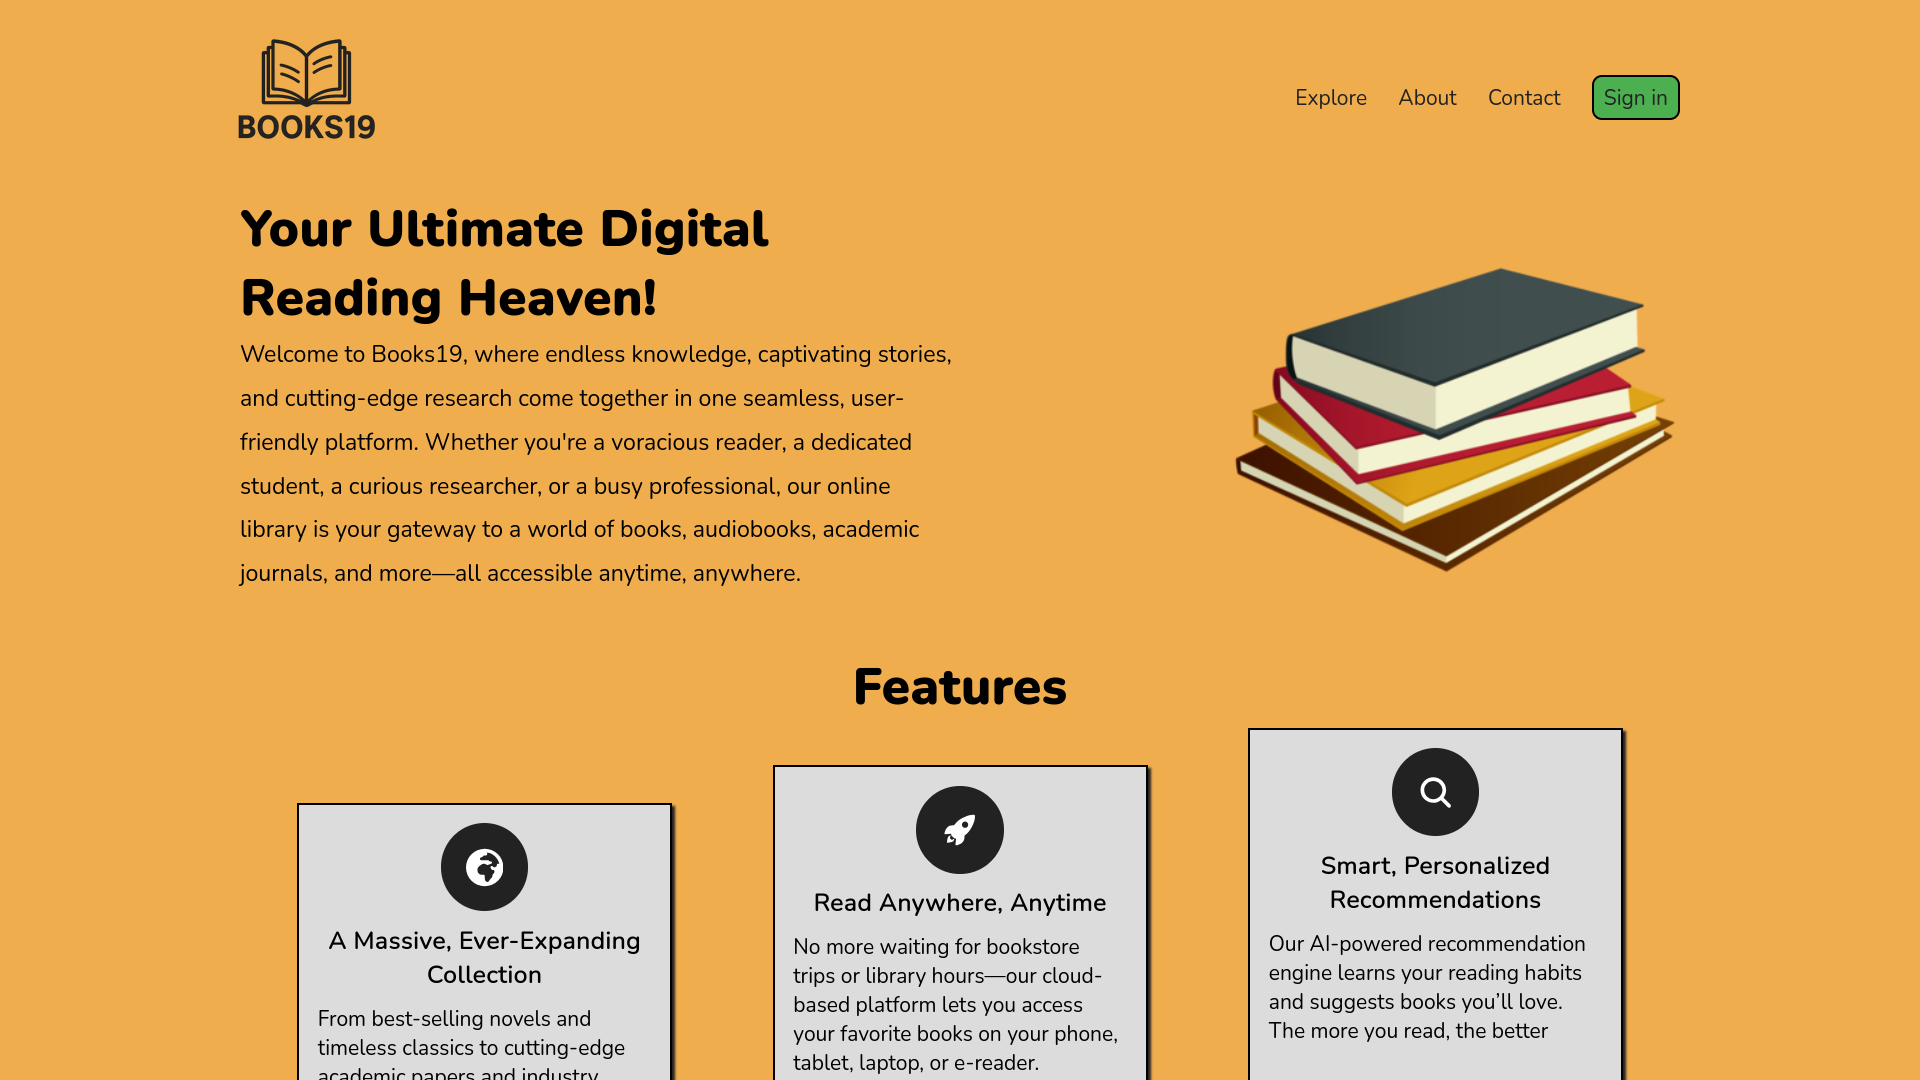 BOOKS19
Explore
About
Contact
Sign in
Your Ultimate Digital
Reading Heaven!
Welcome to Books19, where endless knowledge, captivating stories,
and cutting-edge research come together in one seamless, user-
friendly platform. Whether you're a voracious reader, a dedicated
student, a curious researcher, or a busy professional, our online
library is your gateway to a world of books, audiobooks, academic
journals, and more—all accessible anytime, anywhere.
Features
A Massive, Ever-Expanding
Collection
From best-selling novels and
timeless classics to cutting-edge
academic papers and industry
Read Anywhere, Anytime
No more waiting for bookstore
trips or library hours—our cloud-
based platform lets you access
your favorite books on your phone,
tablet, laptop, or e-reader.
Smart, Personalized
Recommendations
Our AI-powered recommendation
engine learns your reading habits
and suggests books you’ll love.
The more you read, the better